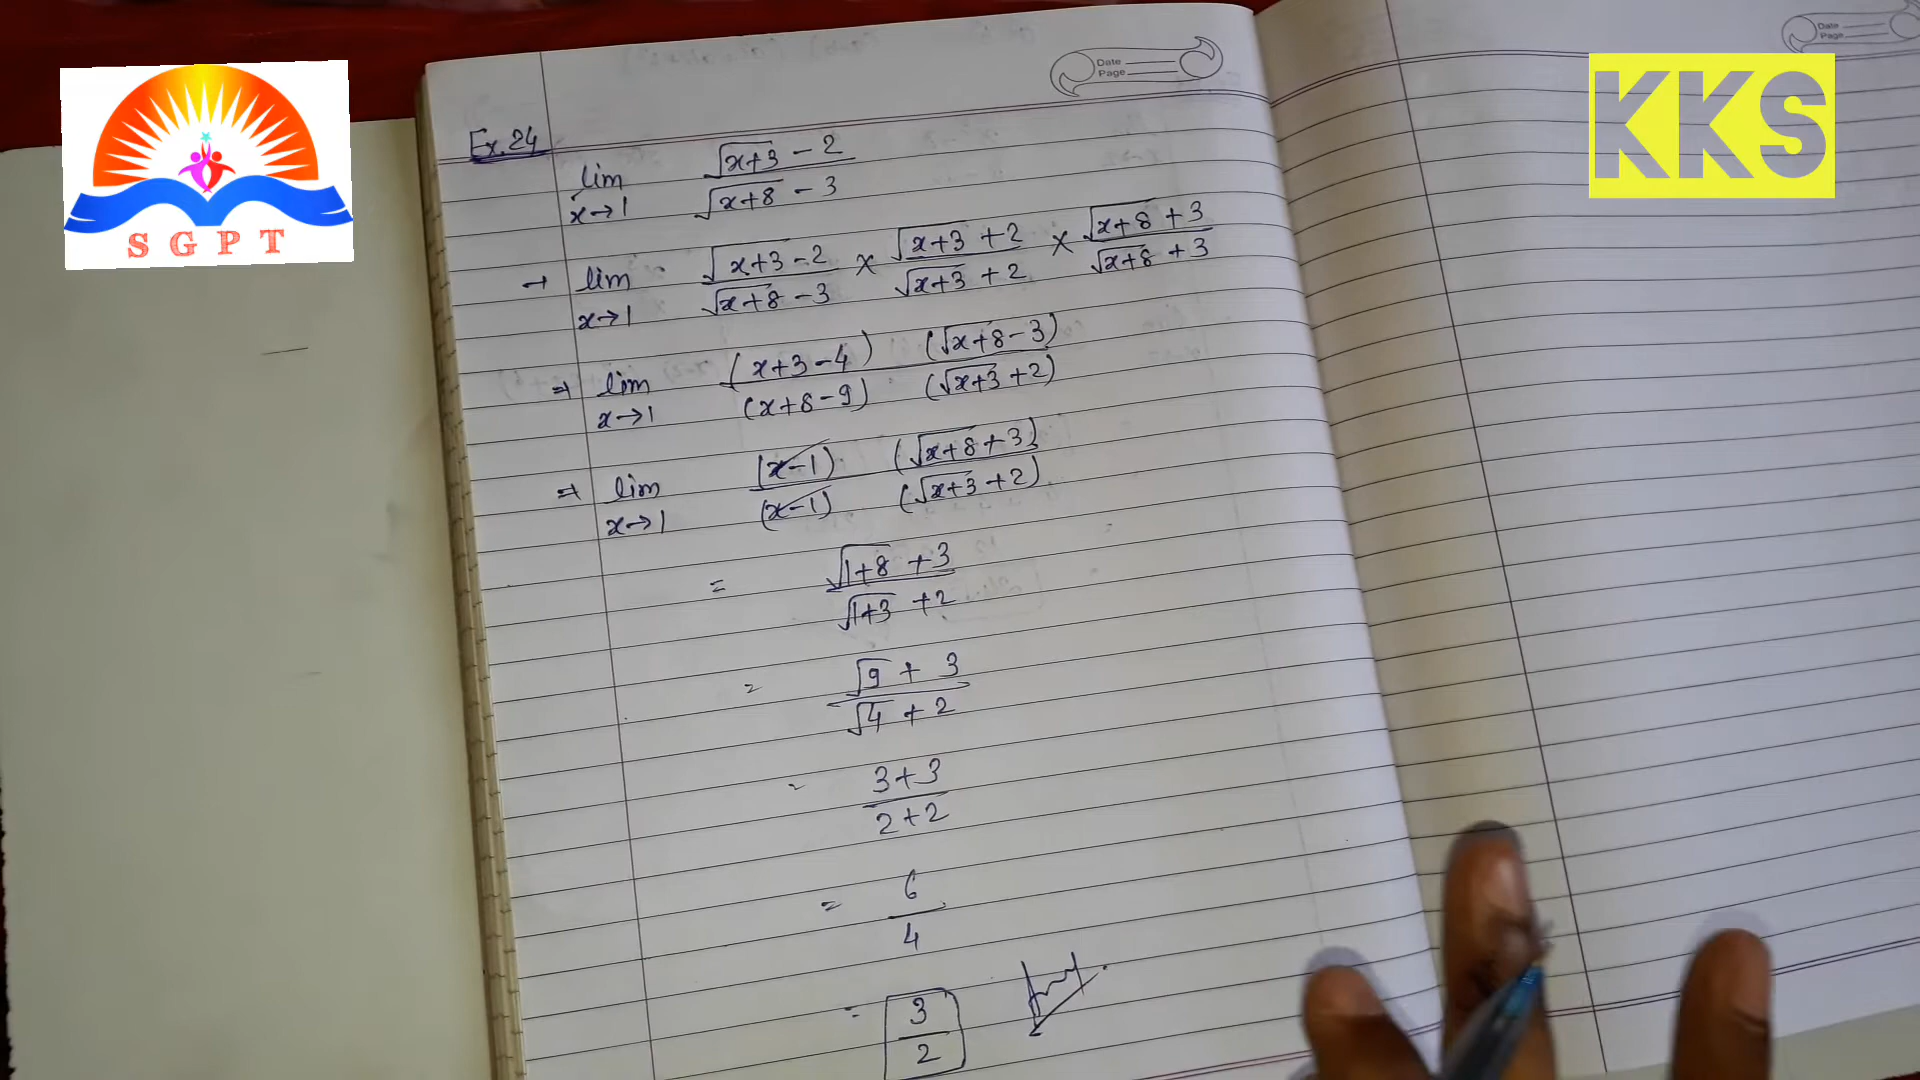 SGPT
KKS
Date
Page
Date
Page
Ex.24
lim x→1 (√(x+3) - 2)/(√(x+8) - 3)
→ lim x→1 (√(x+3) - 2)/(√(x+8) - 3) × (√(x+3) + 2)/(√(x+3) + 2) × (√(x+8) + 3)/(√(x+8) + 3)
⇒ lim x→1 (x+3-4) (√(x+8) - 3)/(x+8-9) (√(x+3) + 2)
⇒ lim x→1 (x-1) (√(x+8) + 3)/(x-1) (√(x+3) + 2)
= (√(1+8) + 3)/(√(1+3) + 2)
= (√9 + 3)/(√4 + 2)
= (3+3)/(2+2)
= 6/4
= 3/2